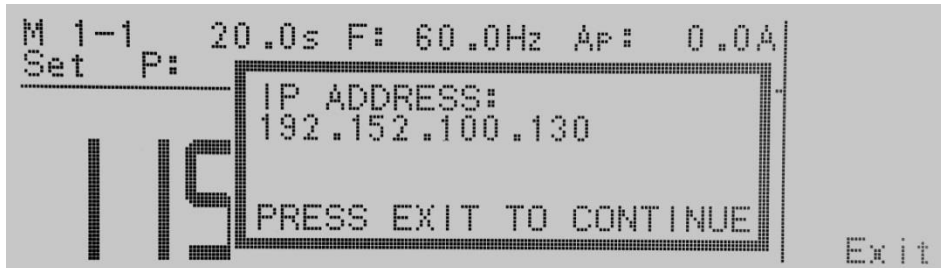 M 1-1 20.0s F: 60.0Hz Ap: 0.0A
Set P:
IP ADDRESS:
192.152.100.130
115
PRESS EXIT TO CONTINUE
Exit